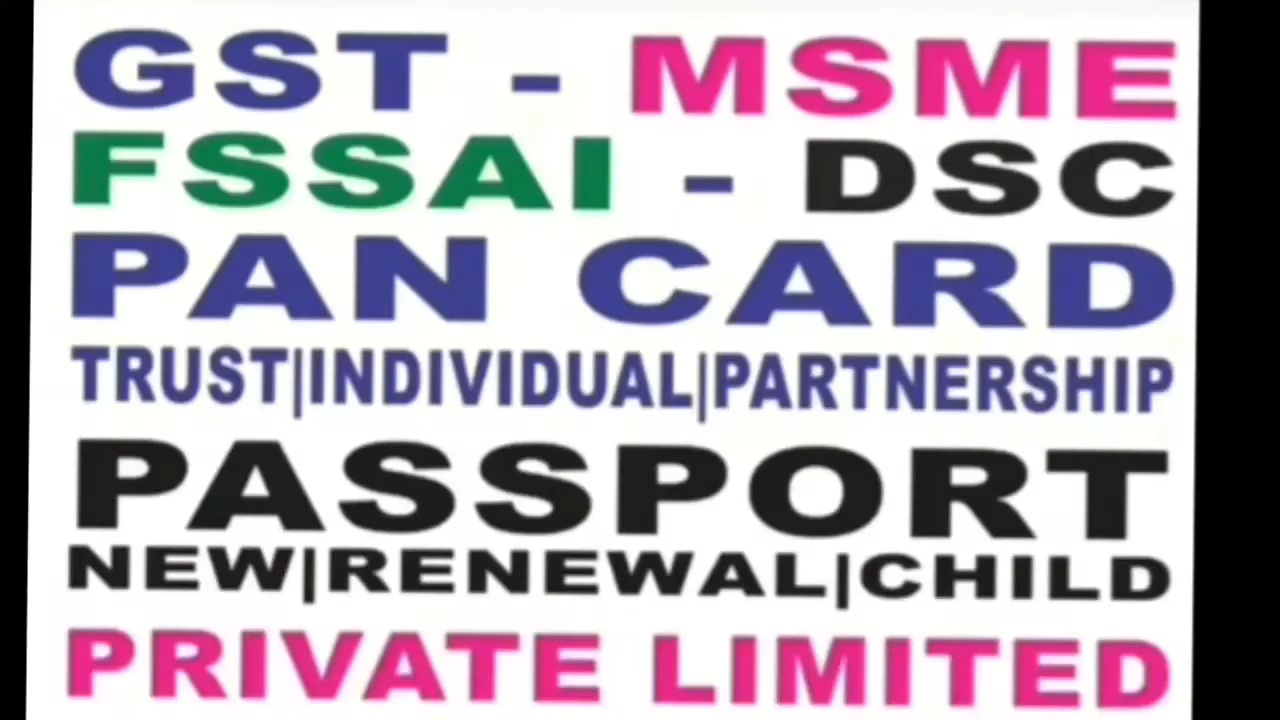 GST - MSME
FSSAI - DSC
PAN CARD
TRUST|INDIVIDUAL|PARTNERSHIP
PASSPORT
NEW|RENEWAL|CHILD
PRIVATE LIMITED